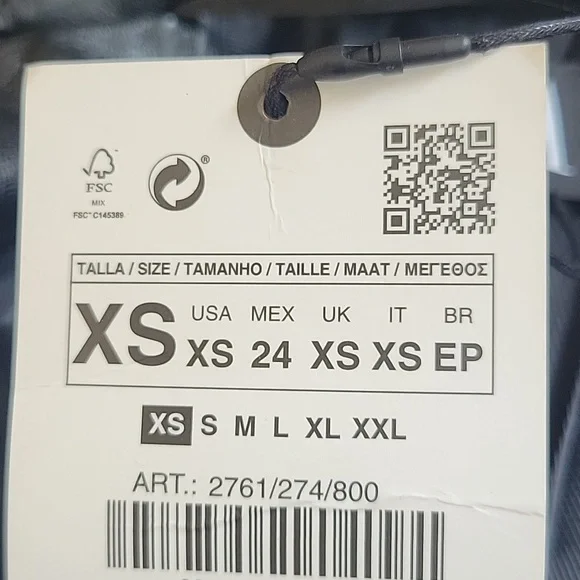 FSC
MIX
FSC® C145389
®
TALLA / SIZE / TAMANHO / TAILLE / MAAT / ΜΕΓΕΘΟΣ
XS
USA MEX UK IT BR
XS 24 XS XS EP
XS S M L XL XXL
ART.: 2761/274/800